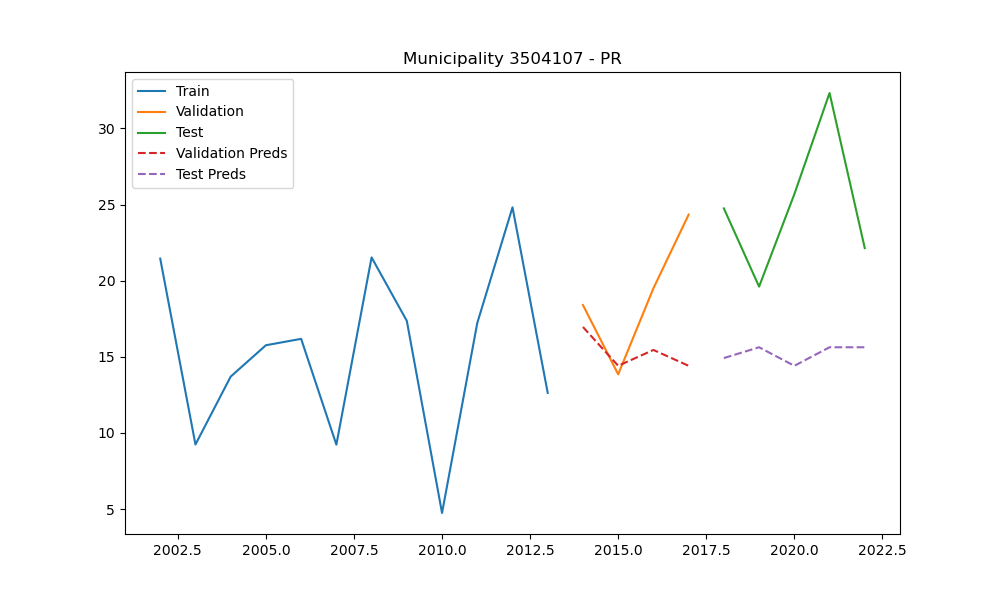 Municipality 3504107 - PR
Train
Validation
Test
Validation Preds
Test Preds
30
25
20
15
10
5
2002.5 2005.0 2007.5 2010.0 2012.5 2015.0 2017.5 2020.0 2022.5